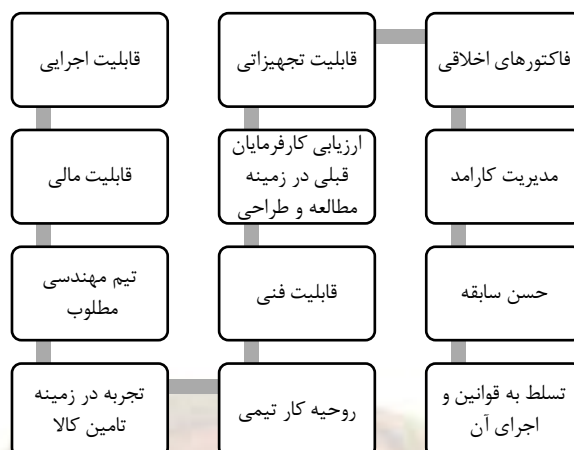 قابلیت اجرایی
قابلیت مالی
تیم مهندسی
مطلوب
تجربه در زمینه
تامین کالا
روحیه کار تیمی
قابلیت فنی
ارزیابی کارفرمایان
قبلی در زمینه
مطالعه و طراحی
قابلیت تجهیزاتی
فاکتورهای اخلاقی
مدیریت کارامد
حسن سابقه
تسلط به قوانین و
اجرای آن